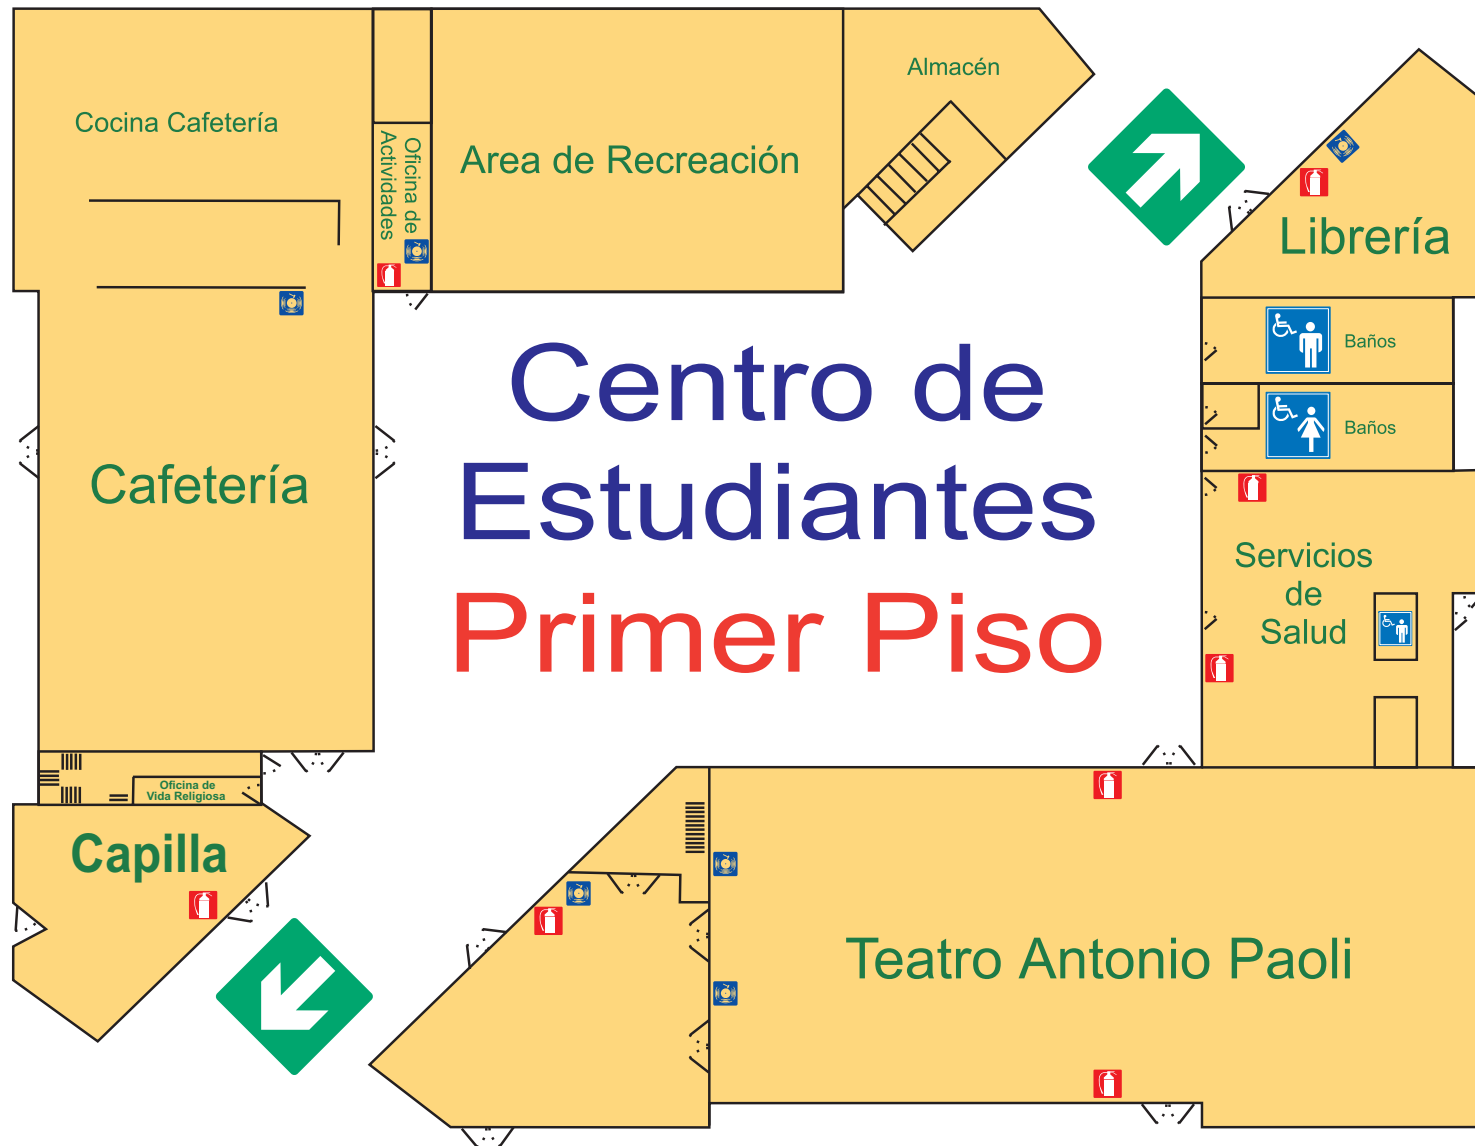 Almacén
Cocina Cafetería
Oficina de
Actividades
Area de Recreación
Librería
Baños
Baños
Centro de
Estudiantes
Primer Piso
Cafetería
Servicios
de
Salud
Oficina de
Vida Religiosa
Capilla
Teatro Antonio Paoli